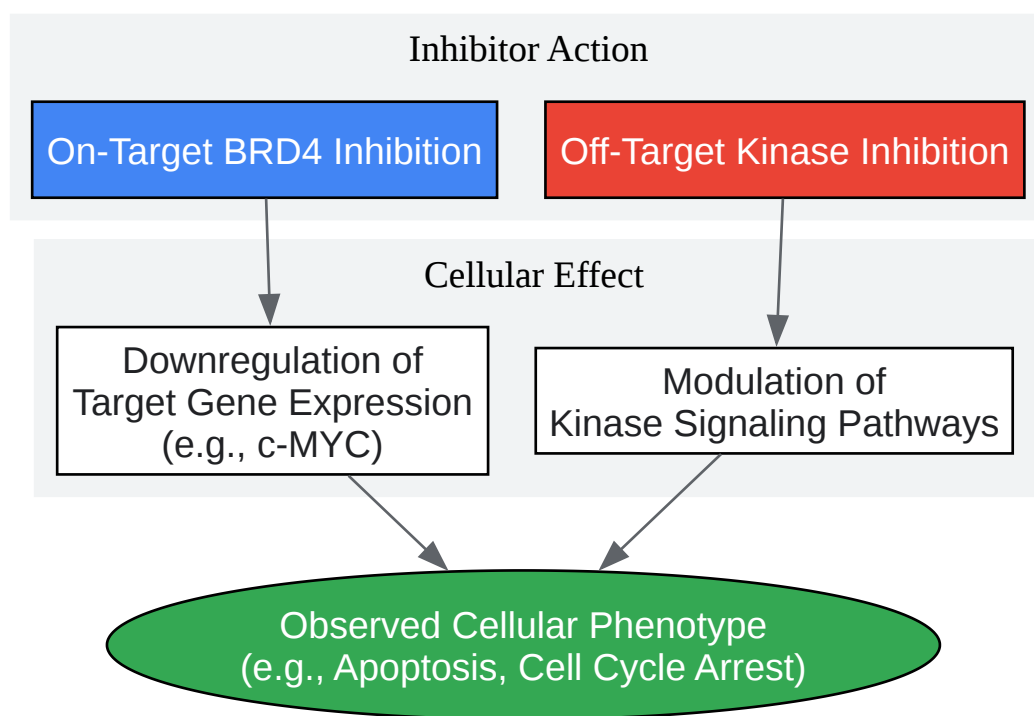 Inhibitor Action
On-Target BRD4 Inhibition
Off-Target Kinase Inhibition
Cellular Effect
Downregulation of
Target Gene Expression
(e.g., c-MYC)
Modulation of
Kinase Signaling Pathways
Observed Cellular Phenotype
(e.g., Apoptosis, Cell Cycle Arrest)